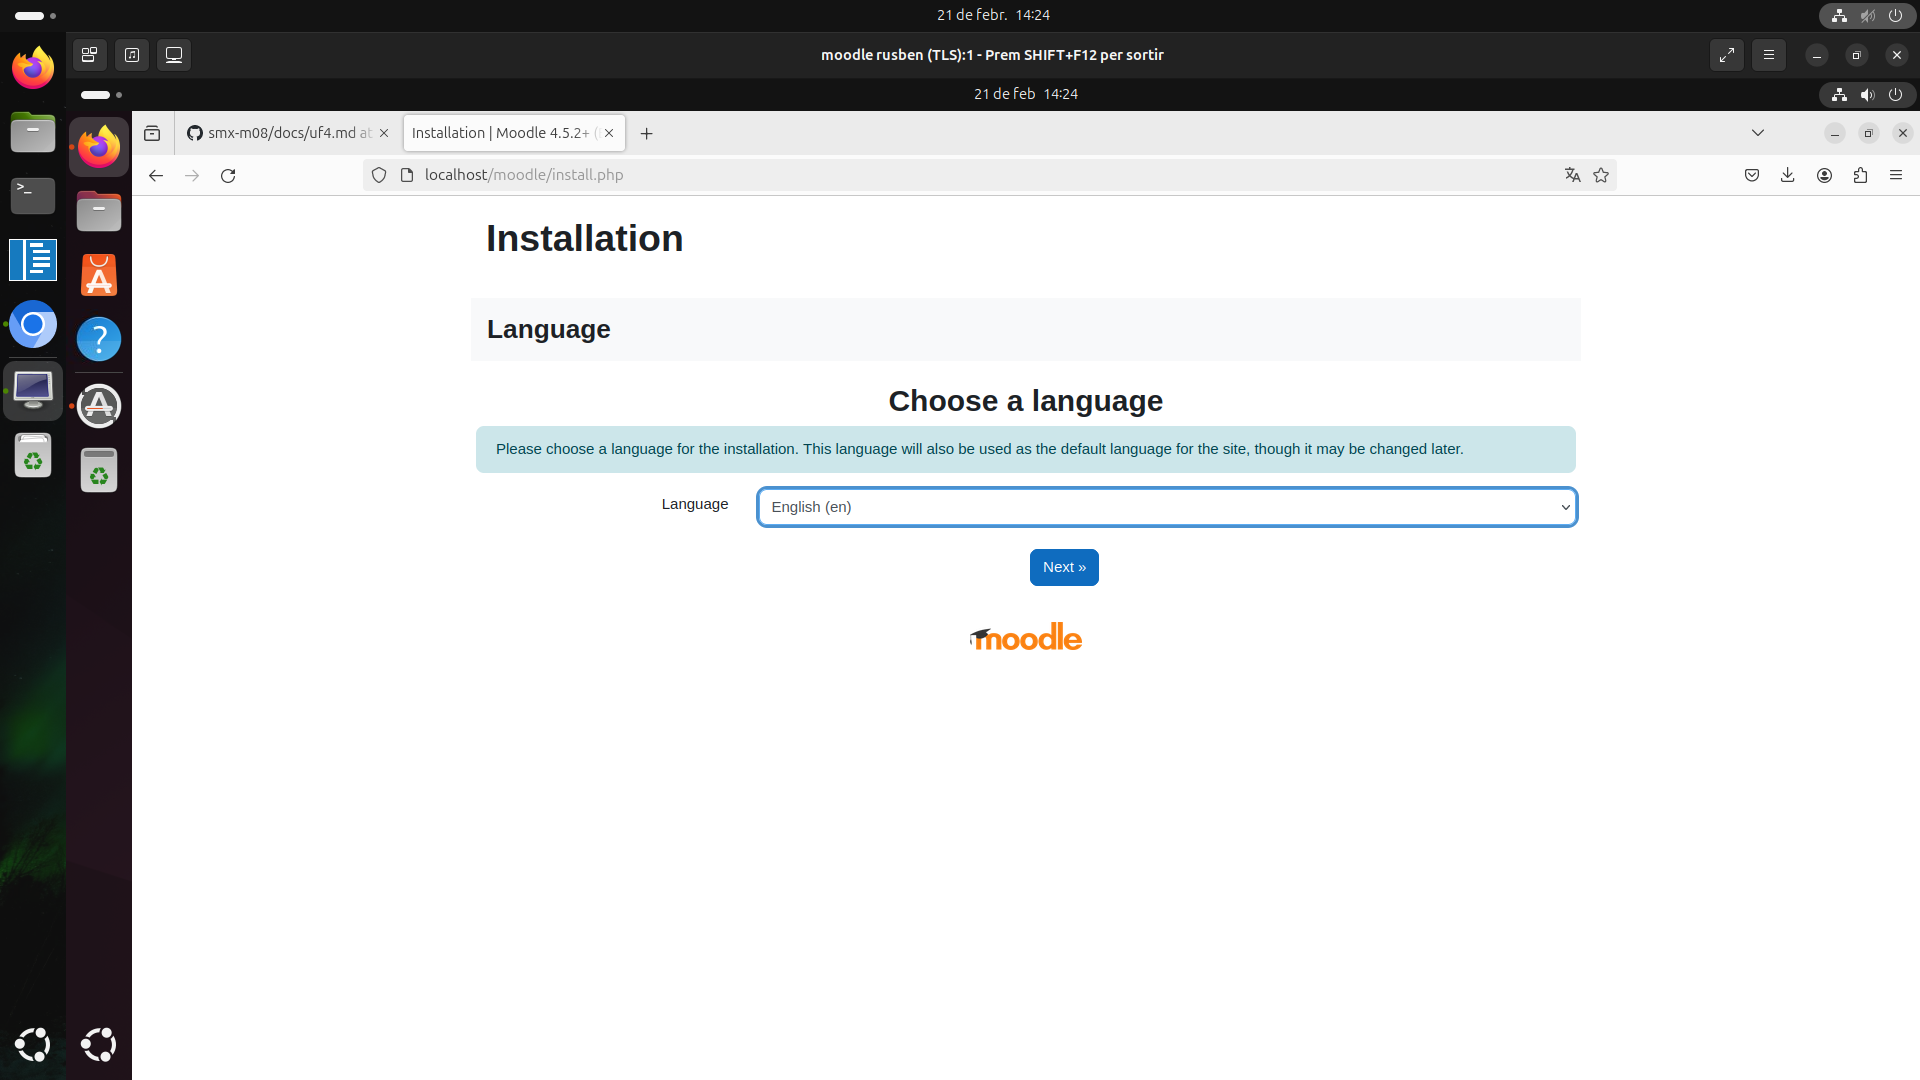 21 de febr. 14:24
moodle rusben (TLS):1 - Prem SHIFT+F12 per sortir
21 de feb 14:24
smx-m08/docs/uf4.md at
Installation | Moodle 4.5.2+ (
localhost/moodle/install.php
Installation
Language
Choose a language
Please choose a language for the installation. This language will also be used as the default language for the site, though it may be changed later.
Language
English (en)
Next »
moodle